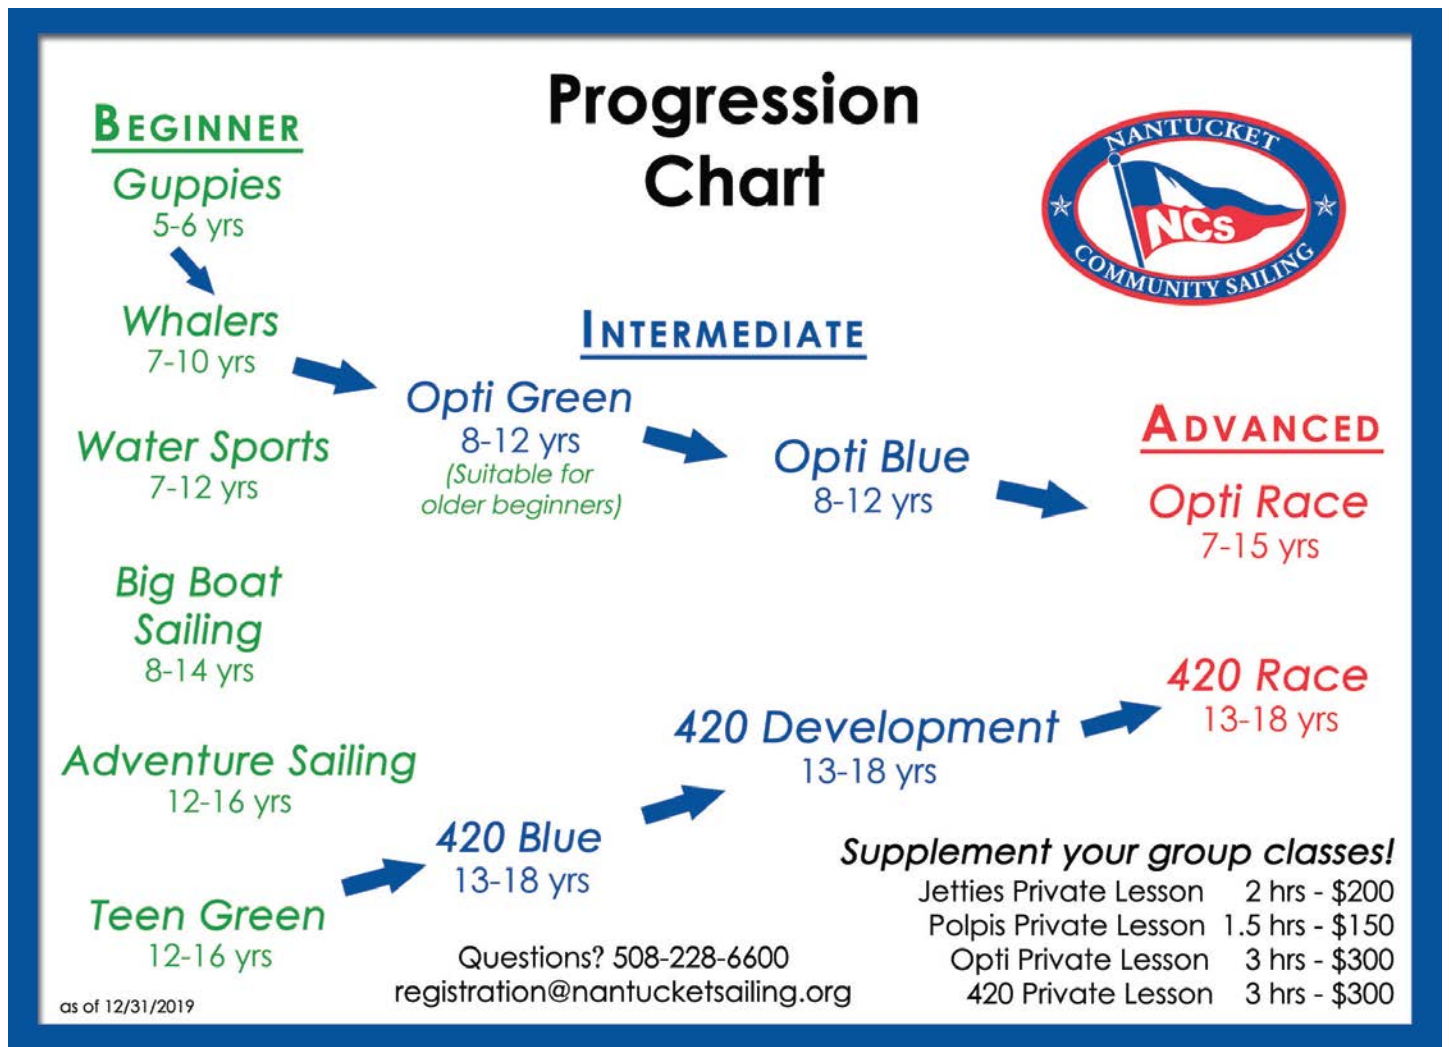 Progression
Chart
NANTUCKET
NCS
COMMUNITY SAILING
BEGINNER
Guppies
5-6 yrs
Whalers
7-10 yrs
Water Sports
7-12 yrs
Big Boat
Sailing
8-14 yrs
Adventure Sailing
12-16 yrs
Teen Green
12-16 yrs
INTERMEDIATE
Opti Green
8-12 yrs
(Suitable for
older beginners)
Opti Blue
8-12 yrs
420 Blue
13-18 yrs
420 Development
13-18 yrs
ADVANCED
Opti Race
7-15 yrs
420 Race
13-18 yrs
Supplement your group classes!
Jetties Private Lesson 2 hrs - $200
Polpis Private Lesson 1.5 hrs - $150
Opti Private Lesson 3 hrs - $300
420 Private Lesson 3 hrs - $300
Questions? 508-228-6600
registration@nantucketsailing.org
as of 12/31/2019